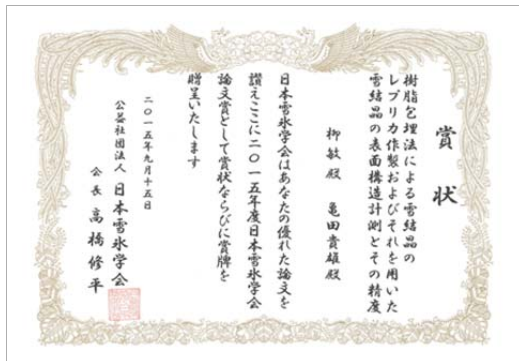 賞状
樹脂包埋法による雪結晶の
レプリカ作製およびそれを用いた
雪結晶の表面構造計測とその精度
柳敏殿 亀田貴雄殿
日本雪氷学会はあなたの優れた論文を
讃えここに二〇一五年度日本雪氷学会
論文賞として賞状ならびに賞牌を
贈呈いたします
二〇一五年九月十五日
公益社団法人 日本雪氷学会
会長 高橋修平